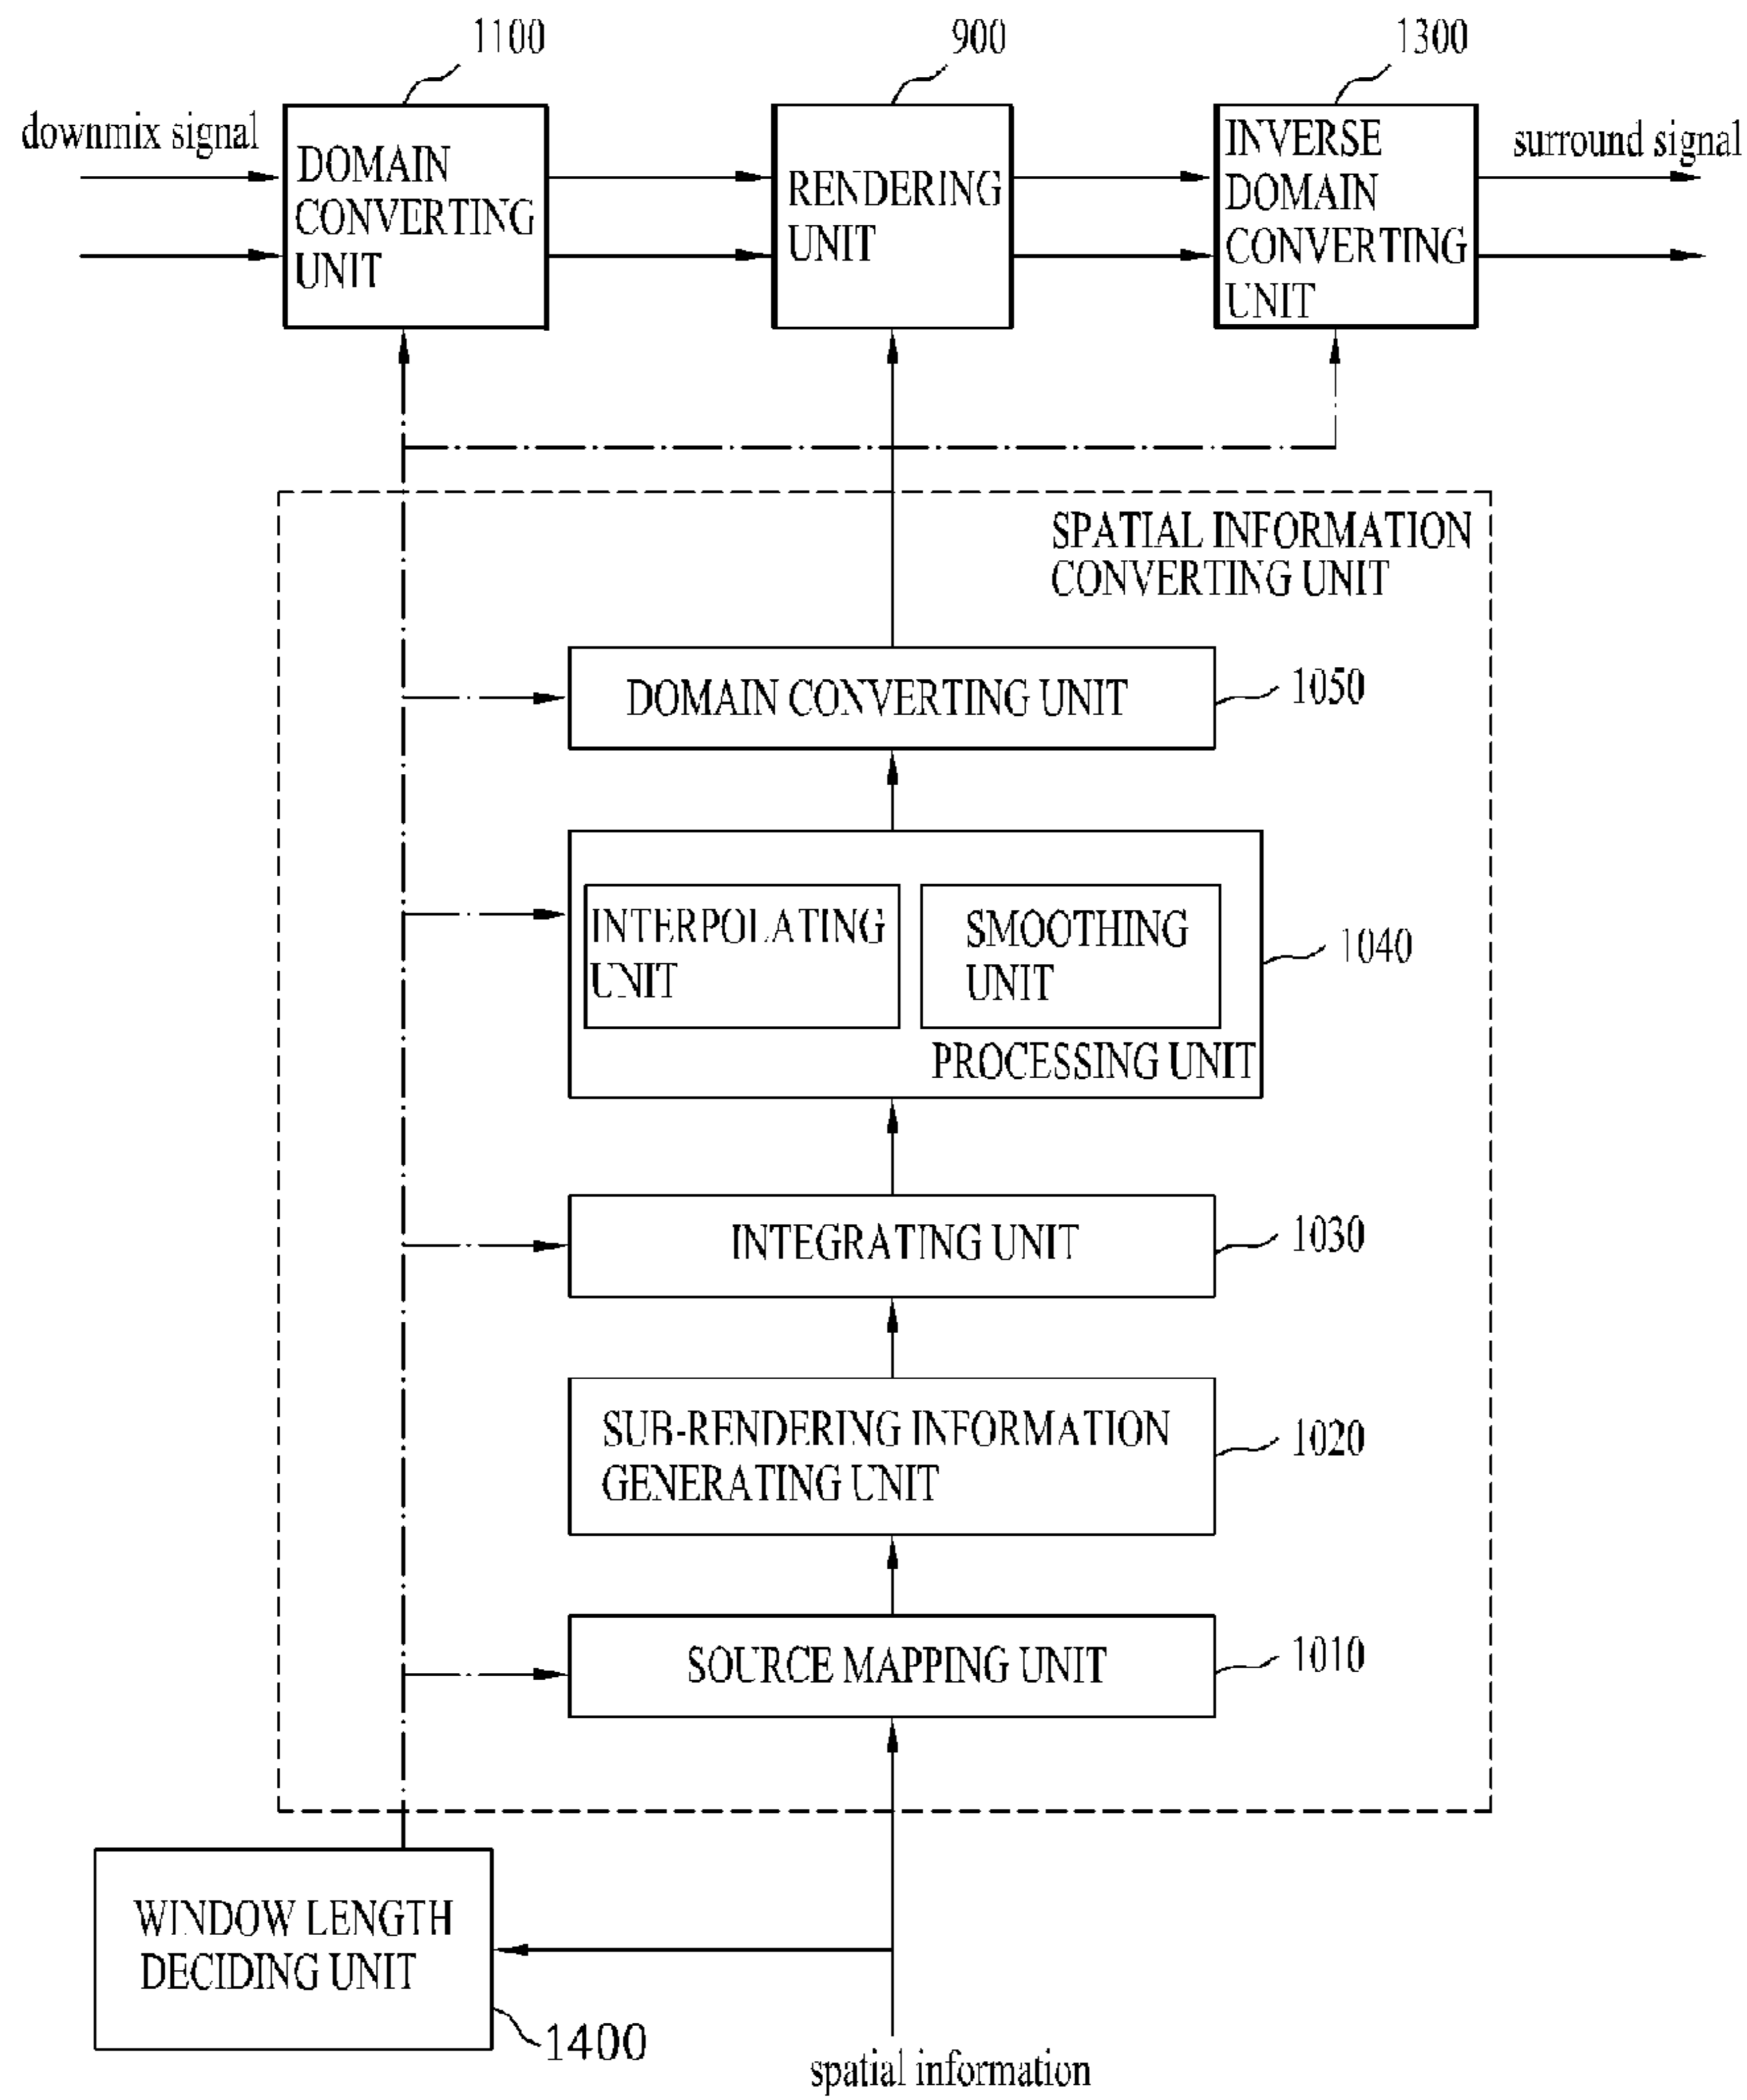 1100
900
1300
downmix signal
DOMAIN
CONVERTING
UNIT
RENDERING
UNIT
INVERSE
DOMAIN
CONVERTING
UNIT
surround signal
SPATIAL INFORMATION
CONVERTING UNIT
DOMAIN CONVERTING UNIT
1050
INTERPOLATING
UNIT
SMOOTHING
UNIT
1040
PROCESSING UNIT
INTEGRATING UNIT
1030
SUB-RENDERING INFORMATION
GENERATING UNIT
1020
SOURCE MAPPING UNIT
1010
WINDOW LENGTH
DECIDING UNIT
1400
spatial information